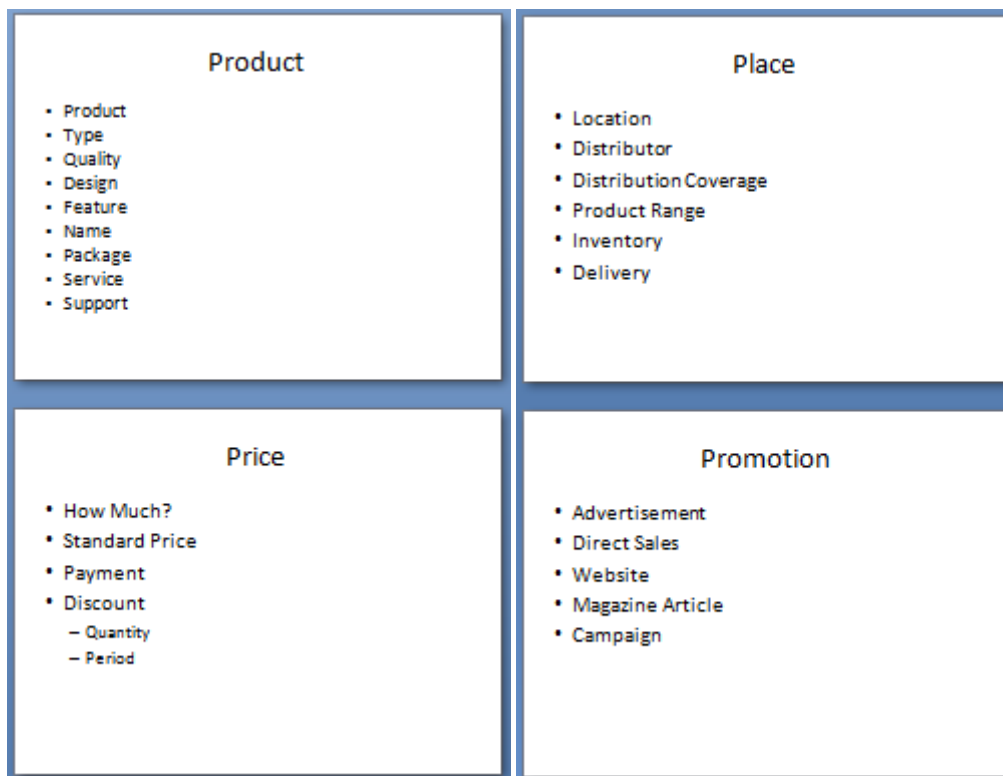 Product
• Product
• Type
• Quality
• Design
• Feature
• Name
• Package
• Service
• Support
Place
• Location
• Distributor
• Distribution Coverage
• Product Range
• Inventory
• Delivery
Price
• How Much?
• Standard Price
• Payment
• Discount
– Quantity
– Period
Promotion
• Advertisement
• Direct Sales
• Website
• Magazine Article
• Campaign